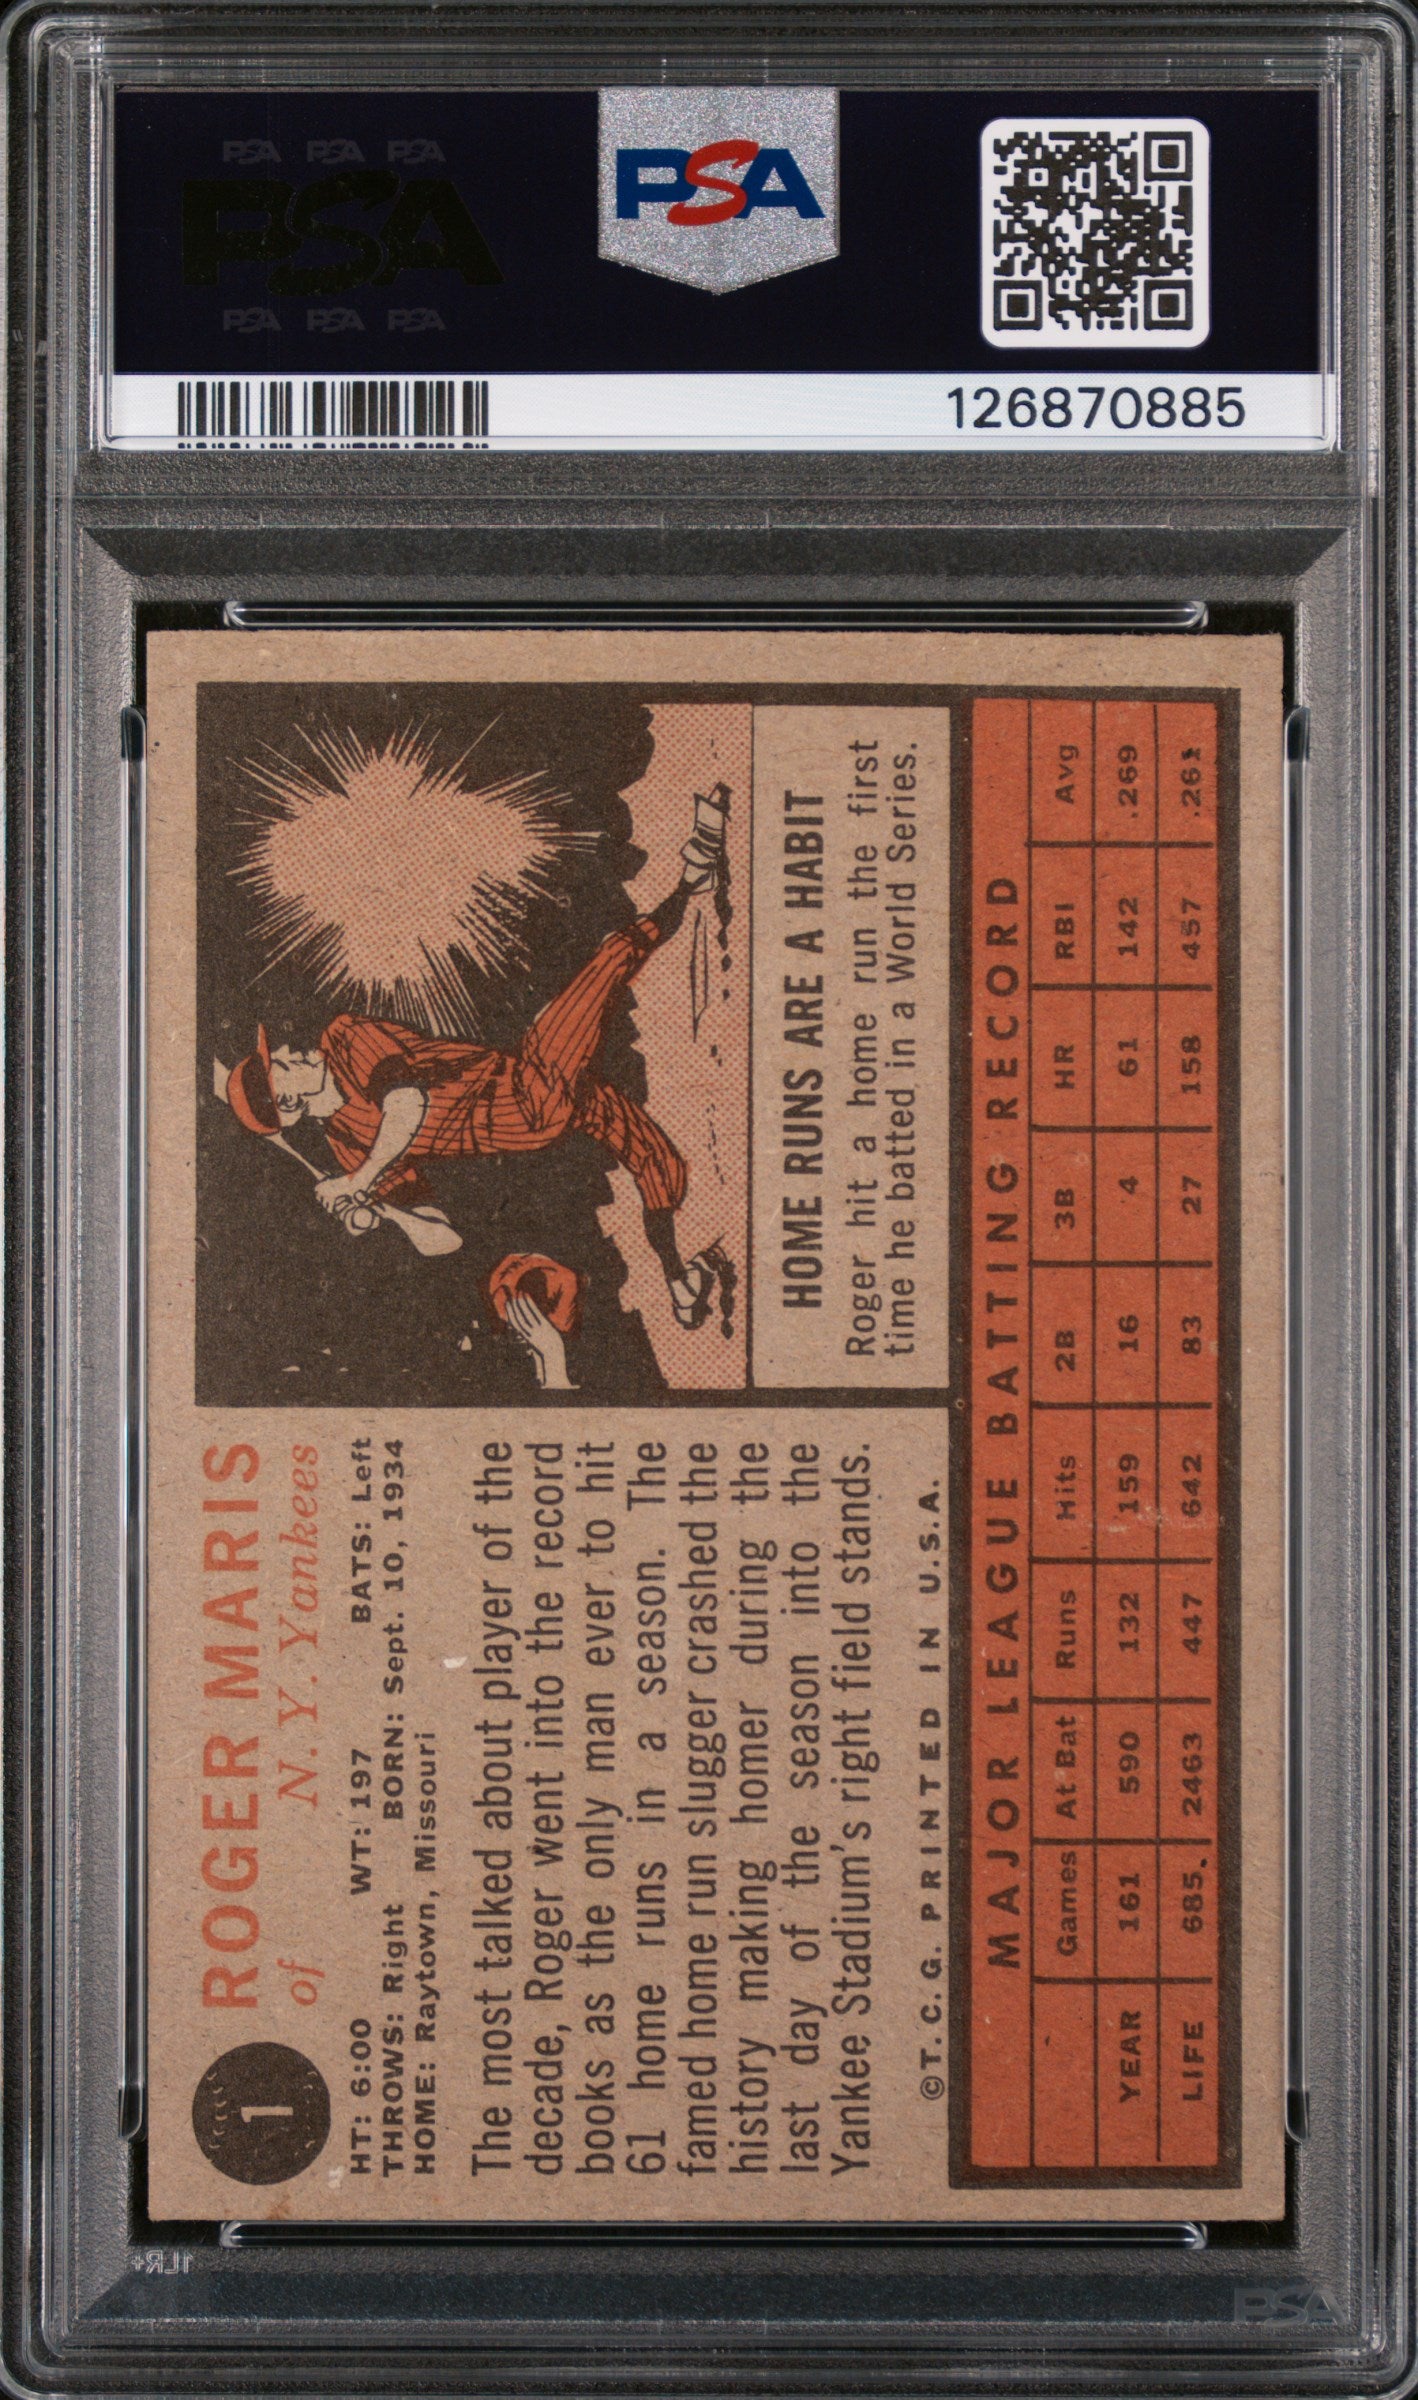 PSA PSA PSA
PSA
PSA PSA PSA
PSA
126870885
1
ROGER MARIS
of N. Y. Yankees
HT: 6:00 WT: 197 BATS: Left
THROWS: Right BORN: Sept. 10, 1934
HOME: Raytown, Missouri
The most talked about player of the
decade, Roger went into the record
books as the only man ever to hit
61 home runs in a season. The
famed home run slugger crashed the
history making homer during the
last day of the season into the
Yankee Stadium's right field stands.
©T. C. G. PRINTED IN U.S.A.
HOME RUNS ARE A HABIT
Roger hit a home run the first
time he batted in a World Series.
MAJOR LEAGUE BATTING RECORD
Games At Bat Runs Hits 2B 3B HR RBI Avg
YEAR 161 590 132 159 16 4 61 142 .269
LIFE 685 2463 447 642 83 27 158 457 .261
1LR+
PSA